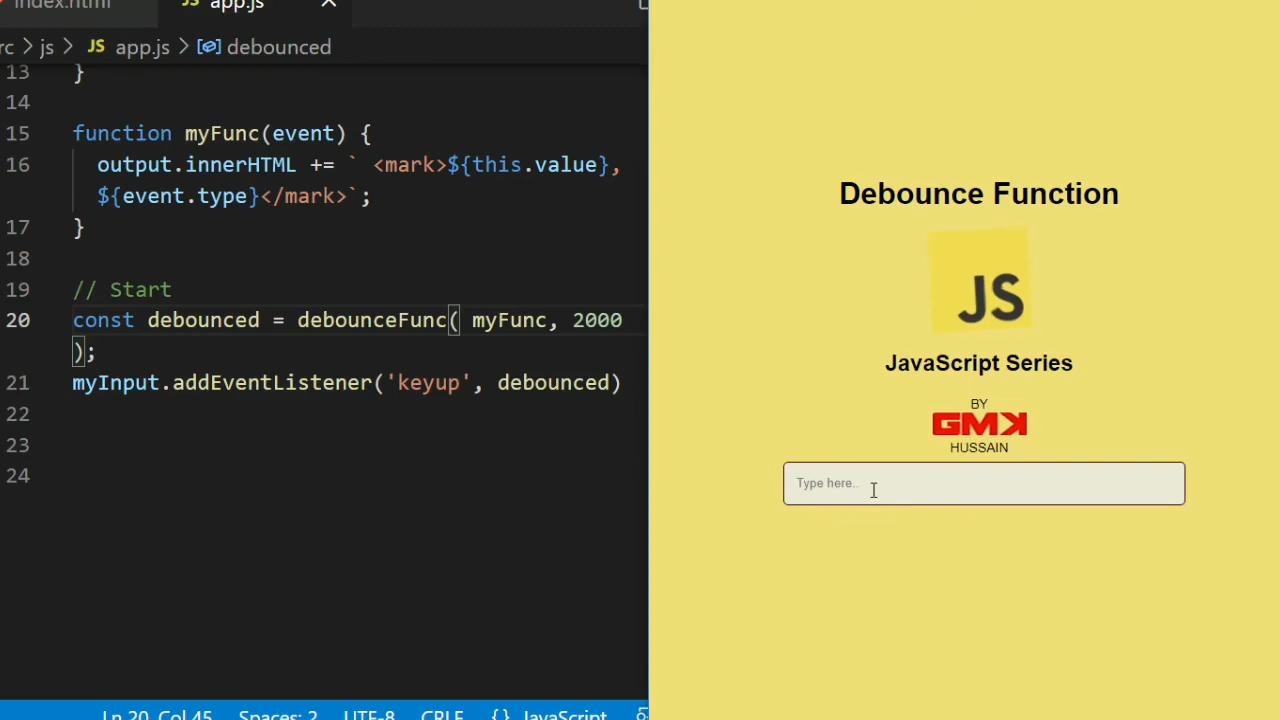 index.html JS app.js
rc > js > JS app.js > debounced
13 }
14
15 function myFunc(event) {
16 output.innerHTML += ` <mark>${this.value},
${event.type}</mark>`;
17 }
18
19 // Start
20 const debounced = debounceFunc( myFunc, 2000
);
21 myInput.addEventListener('keyup', debounced)
22
23
24
Ln 20, Col 45 Spaces: 2 UTF-8 CRLF {} JavaScript
Debounce Function
JS
JavaScript Series
BY
GMK
HUSSAIN
Type here..